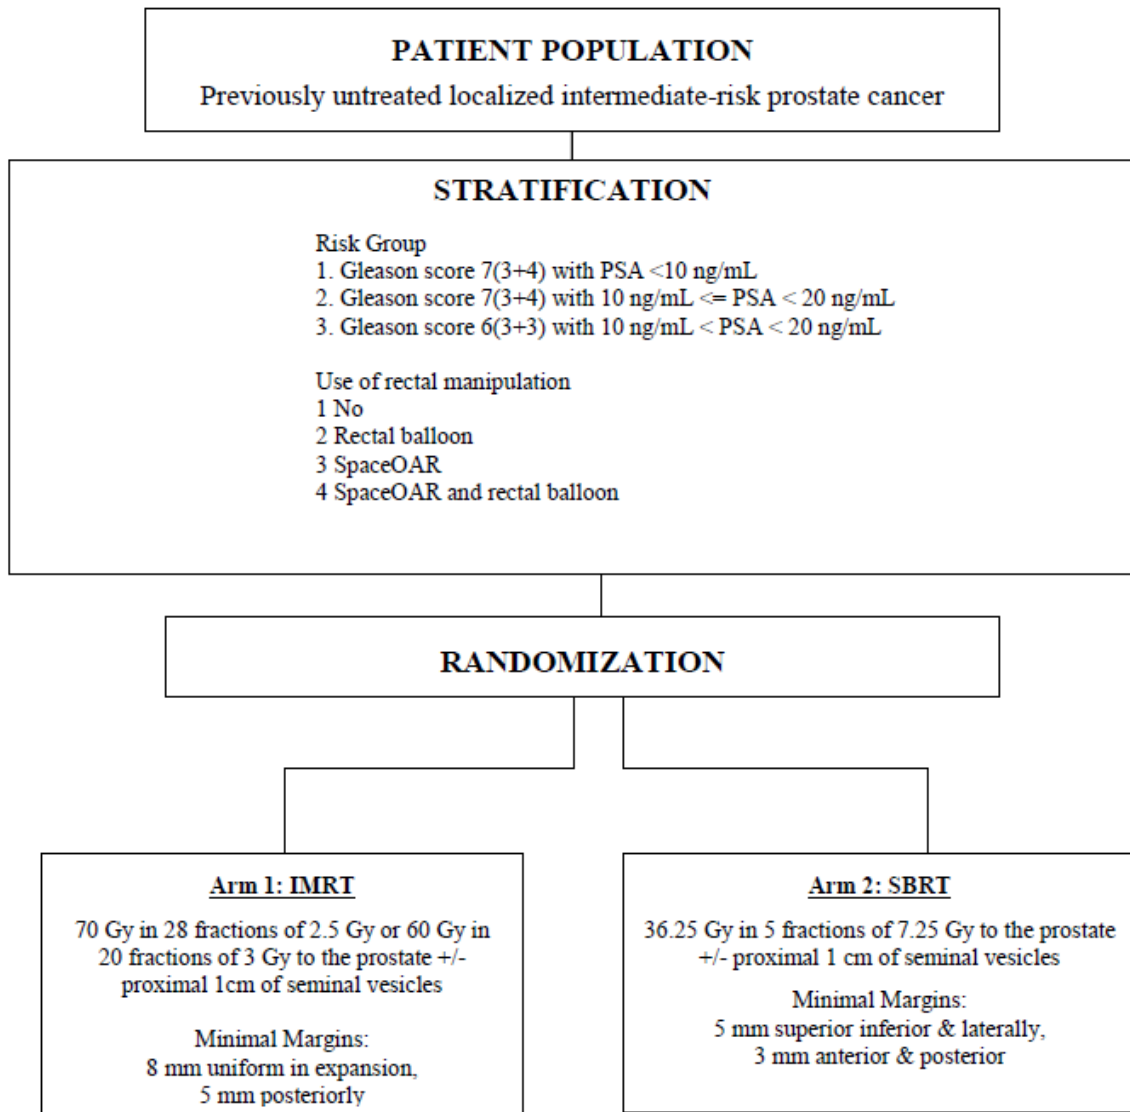 PATIENT POPULATION
Previously untreated localized intermediate-risk prostate cancer
STRATIFICATION
Risk Group
1. Gleason score 7(3+4) with PSA <10 ng/mL
2. Gleason score 7(3+4) with 10 ng/mL <= PSA < 20 ng/mL
3. Gleason score 6(3+3) with 10 ng/mL < PSA < 20 ng/mL
Use of rectal manipulation
1 No
2 Rectal balloon
3 SpaceOAR
4 SpaceOAR and rectal balloon
RANDOMIZATION
Arm 1: IMRT
70 Gy in 28 fractions of 2.5 Gy or 60 Gy in
20 fractions of 3 Gy to the prostate +/-
proximal 1cm of seminal vesicles
Minimal Margins:
8 mm uniform in expansion,
5 mm posteriorly
Arm 2: SBRT
36.25 Gy in 5 fractions of 7.25 Gy to the prostate
+/- proximal 1 cm of seminal vesicles
Minimal Margins:
5 mm superior inferior & laterally,
3 mm anterior & posterior